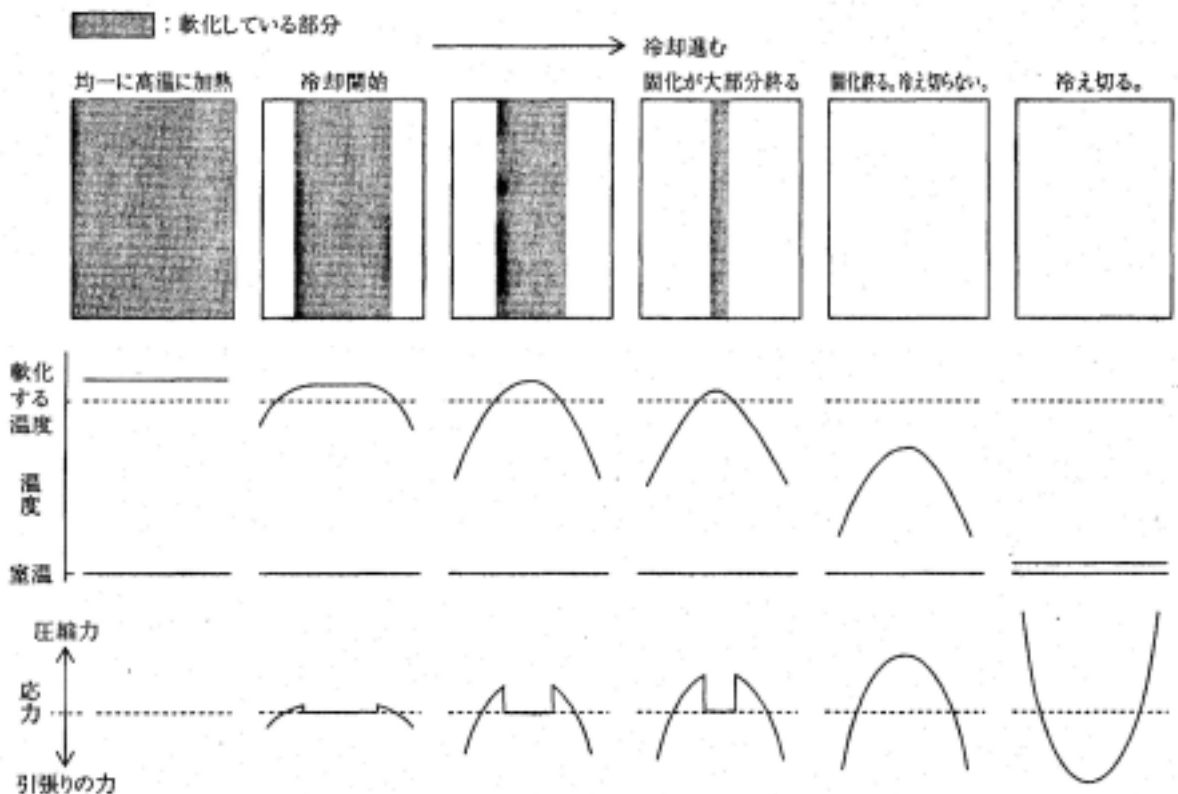 ：軟化している部分
冷却進む
均一に高温に加熱
冷却開始
固化が大部分終る
固化終る。冷え切らない。
冷え切る。
軟化
する
温度
温度
室温
圧縮力
応力
引張りの力